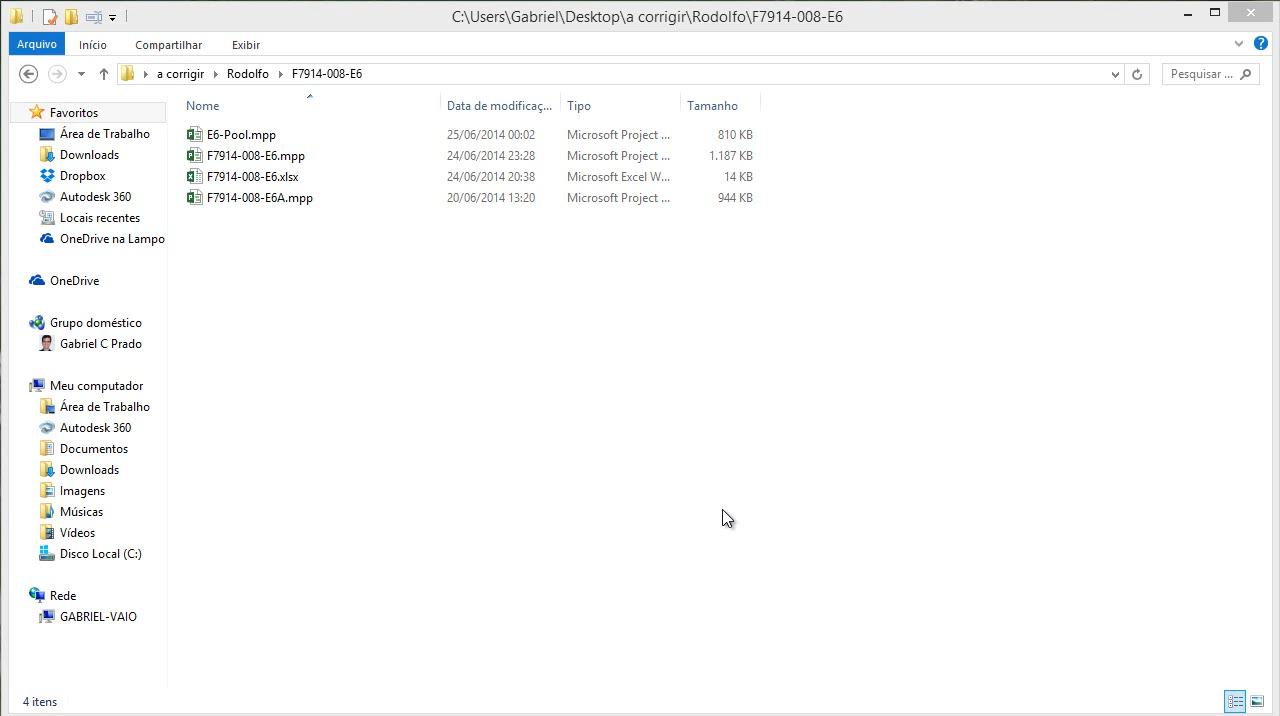 C:\Users\Gabriel\Desktop\a corrigir\Rodolfo\F7914-008-E6
Arquivo Início Compartilhar Exibir
a corrigir Rodolfo F7914-008-E6 Pesquisar ...
Nome Data de modificaç... Tipo Tamanho
E6-Pool.mpp 25/06/2014 00:02 Microsoft Project ... 810 KB
F7914-008-E6.mpp 24/06/2014 23:28 Microsoft Project ... 1.187 KB
F7914-008-E6.xlsx 24/06/2014 20:38 Microsoft Excel W... 14 KB
F7914-008-E6A.mpp 20/06/2014 13:20 Microsoft Project ... 944 KB
Favoritos
Área de Trabalho
Downloads
Dropbox
Autodesk 360
Locais recentes
OneDrive na Lampo
OneDrive
Grupo doméstico
Gabriel C Prado
Meu computador
Área de Trabalho
Autodesk 360
Documentos
Downloads
Imagens
Músicas
Vídeos
Disco Local (C:)
Rede
GABRIEL-VAIO
4 itens